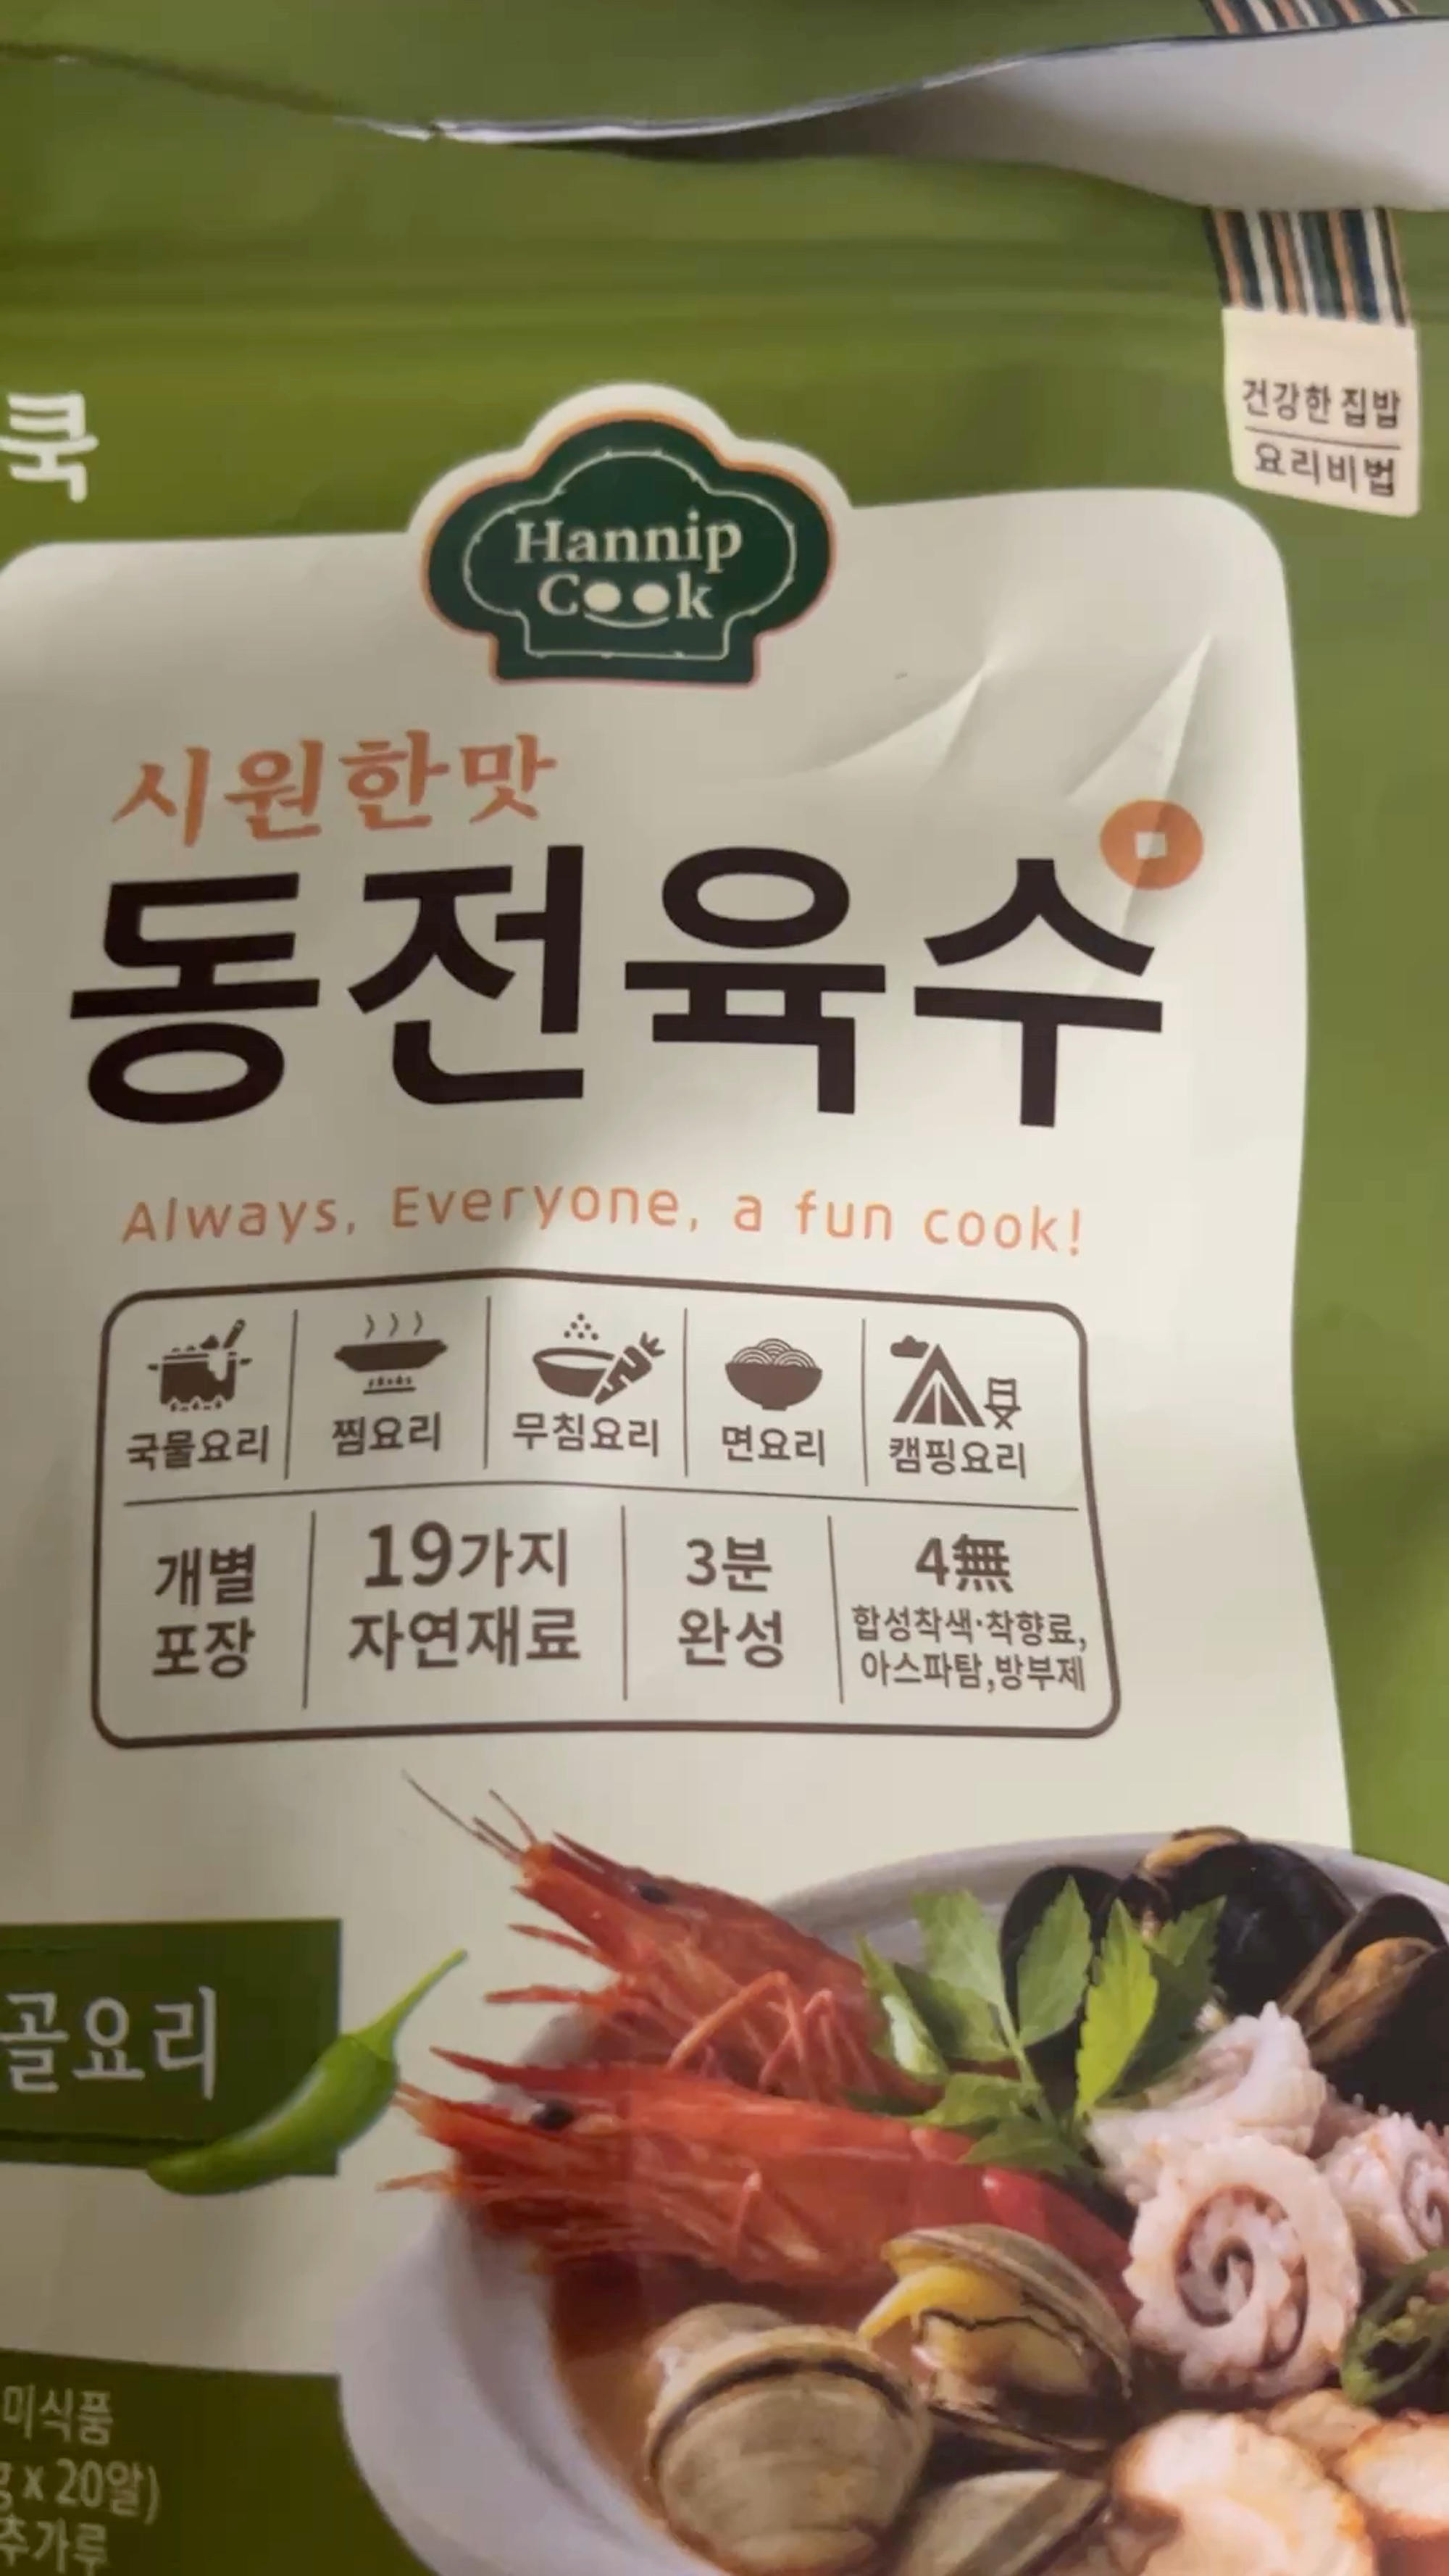 건강한 집밥
요리비법
쿡
Hannip
Cook
시원한맛
동전육수
Always, Everyone, a fun cook!
국물요리 찜요리 무침요리 면요리 캠핑요리
개별 19가지 3분 4無
포장 자연재료 완성 합성착색·착향료,
아스파탐,방부제
골요리
미식품
x 20알)
추가루